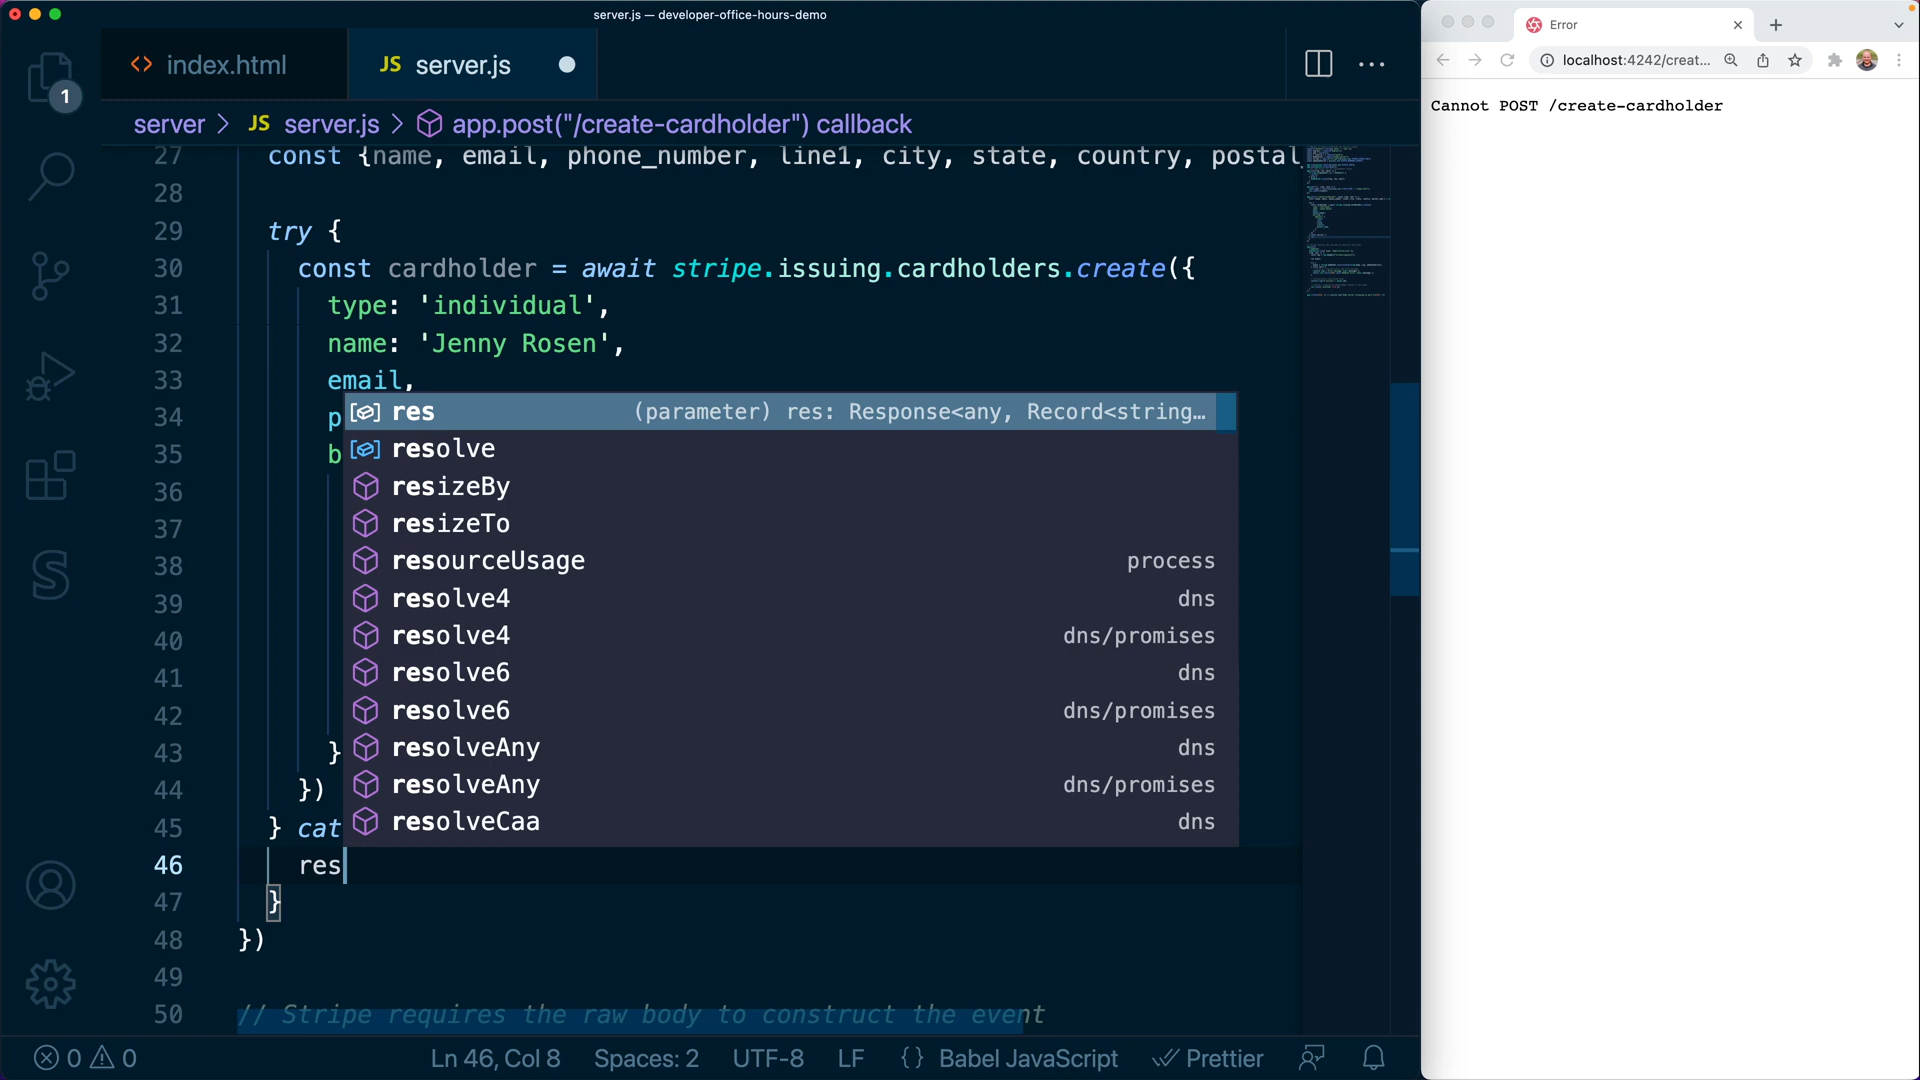 server.js — developer-office-hours-demo
index.html
JS server.js
1
server > JS server.js > app.post("/create-cardholder") callback
27 const {name, email, phone_number, line1, city, state, country, postal_
28
29 try {
30 const cardholder = await stripe.issuing.cardholders.create({
31 type: 'individual',
32 name: 'Jenny Rosen',
33 email,
34 p
35 b
36
37
38
39
40
41
42
43 }
44 })
45 } cat
46 res
47 }
48 })
49
50 // Stripe requires the raw body to construct the event
res (parameter) res: Response<any, Record<string…
resolve
resizeBy
resizeTo
resourceUsage process
resolve4 dns
resolve4 dns/promises
resolve6 dns
resolve6 dns/promises
resolveAny dns
resolveAny dns/promises
resolveCaa dns
0 0 Ln 46, Col 8 Spaces: 2 UTF-8 LF {} Babel JavaScript Prettier
Error
localhost:4242/creat...
Cannot POST /create-cardholder